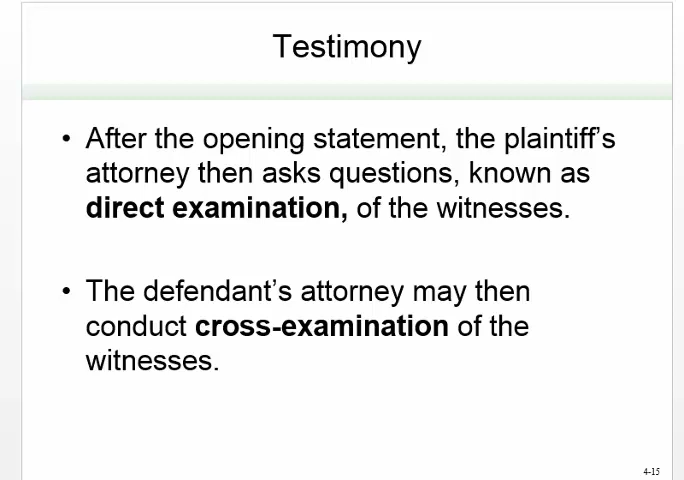 Testimony
• After the opening statement, the plaintiff's
attorney then asks questions, known as
direct examination, of the witnesses.
• The defendant's attorney may then
conduct cross-examination of the
witnesses.
4-15